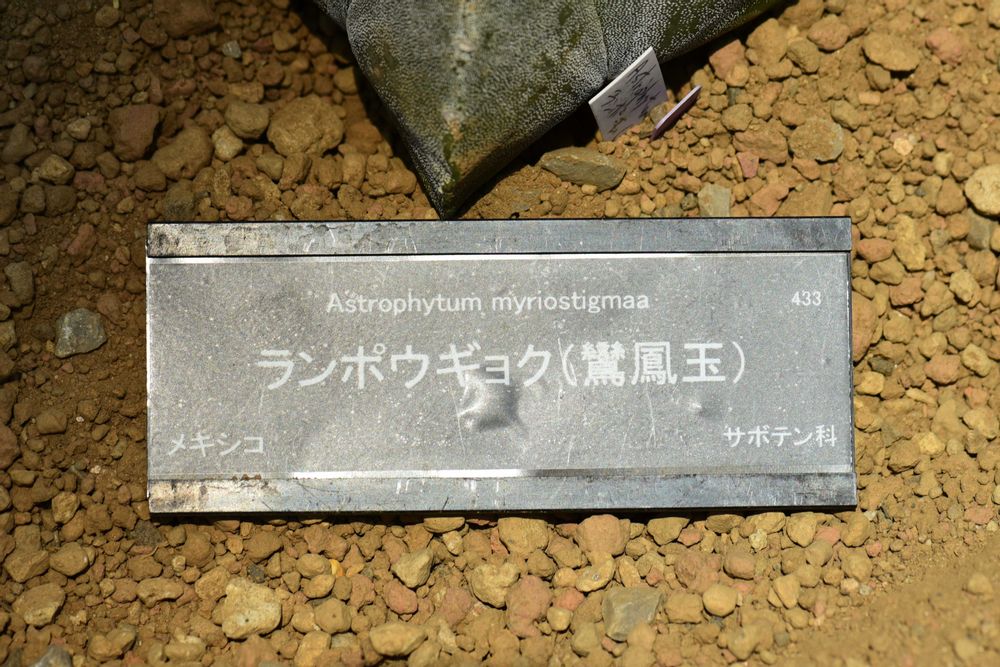 Astrophytum myriostigmaa
433
ランポウギョク(鸞鳳玉)
メキシコ
サボテン科